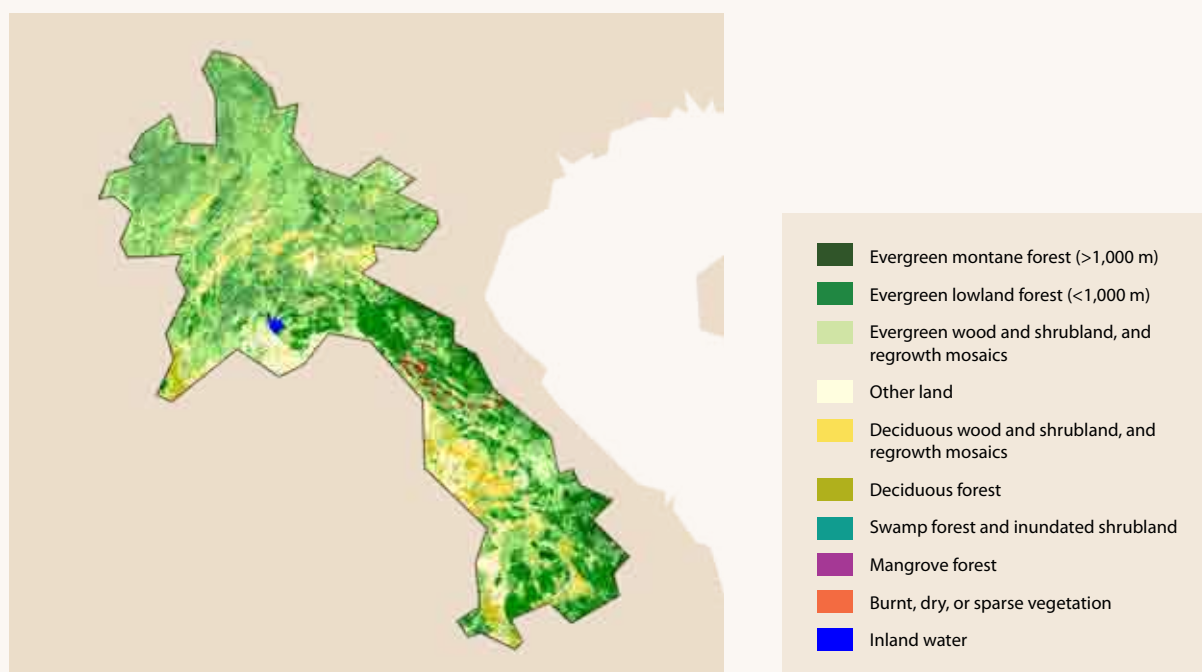 Evergreen montane forest (>1,000 m)
Evergreen lowland forest (<1,000 m)
Evergreen wood and shrubland, and
regrowth mosaics
Other land
Deciduous wood and shrubland, and
regrowth mosaics
Deciduous forest
Swamp forest and inundated shrubland
Mangrove forest
Burnt, dry, or sparse vegetation
Inland water